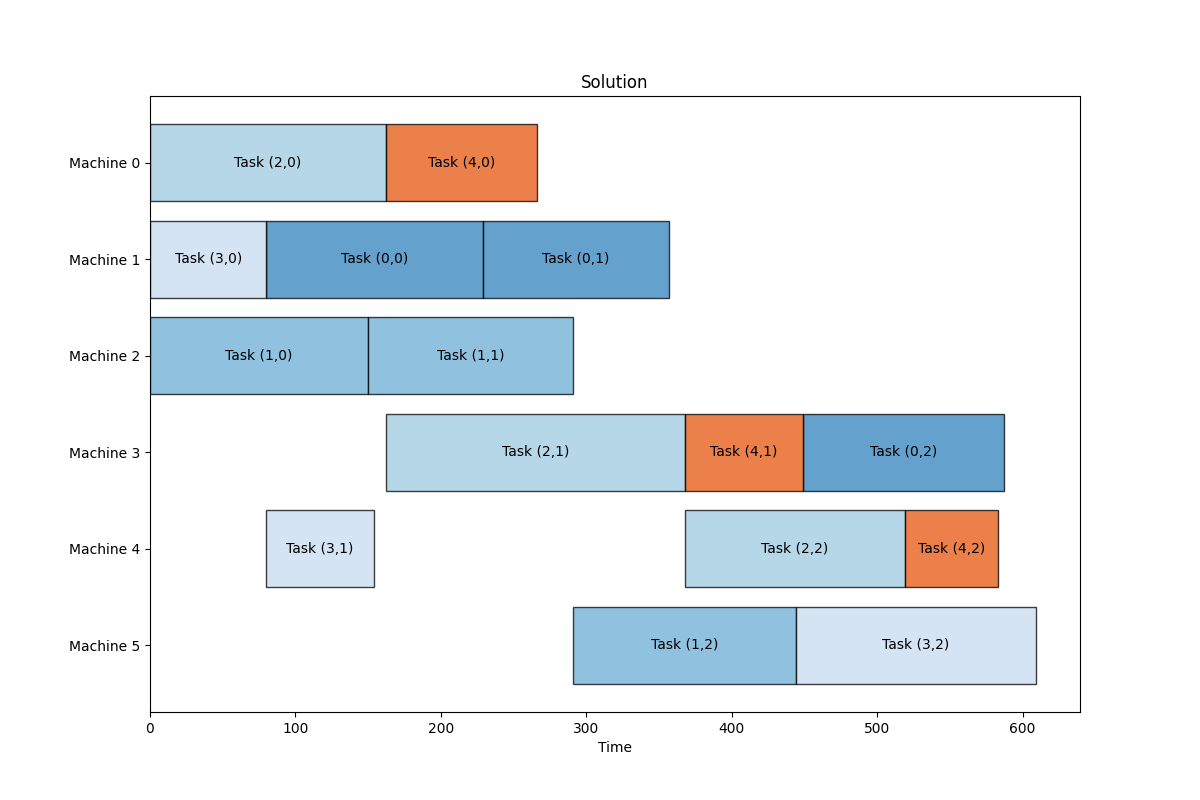 Solution
Machine 0
Task (2,0)
Task (4,0)
Machine 1
Task (3,0)
Task (0,0)
Task (0,1)
Machine 2
Task (1,0)
Task (1,1)
Machine 3
Task (2,1)
Task (4,1)
Task (0,2)
Machine 4
Task (3,1)
Task (2,2)
Task (4,2)
Machine 5
Task (1,2)
Task (3,2)
0 100 200 300 400 500 600
Time